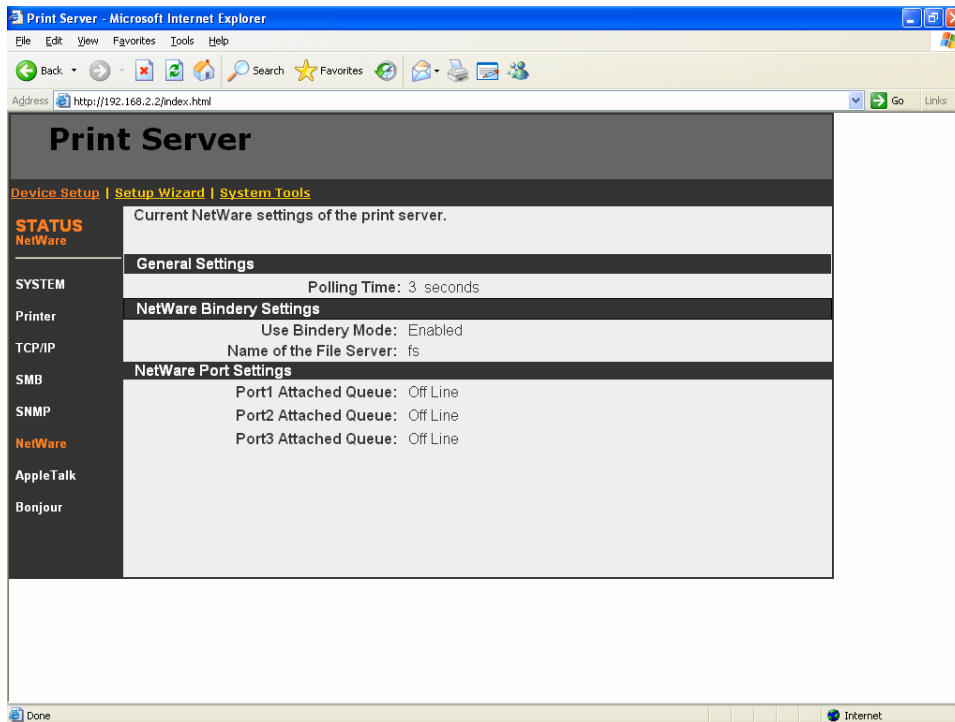 Print Server - Microsoft Internet Explorer
File Edit View Favorites Tools Help
Back Search Favorites
Address http://192.168.2.2/index.html Go Links
Print Server
Device Setup | Setup Wizard | System Tools
STATUS
NetWare
SYSTEM
Printer
TCP/IP
SMB
SNMP
NetWare
AppleTalk
Bonjour
Current NetWare settings of the print server.
General Settings
Polling Time: 3 seconds
NetWare Bindery Settings
Use Bindery Mode: Enabled
Name of the File Server: fs
NetWare Port Settings
Port1 Attached Queue: Off Line
Port2 Attached Queue: Off Line
Port3 Attached Queue: Off Line
Done Internet